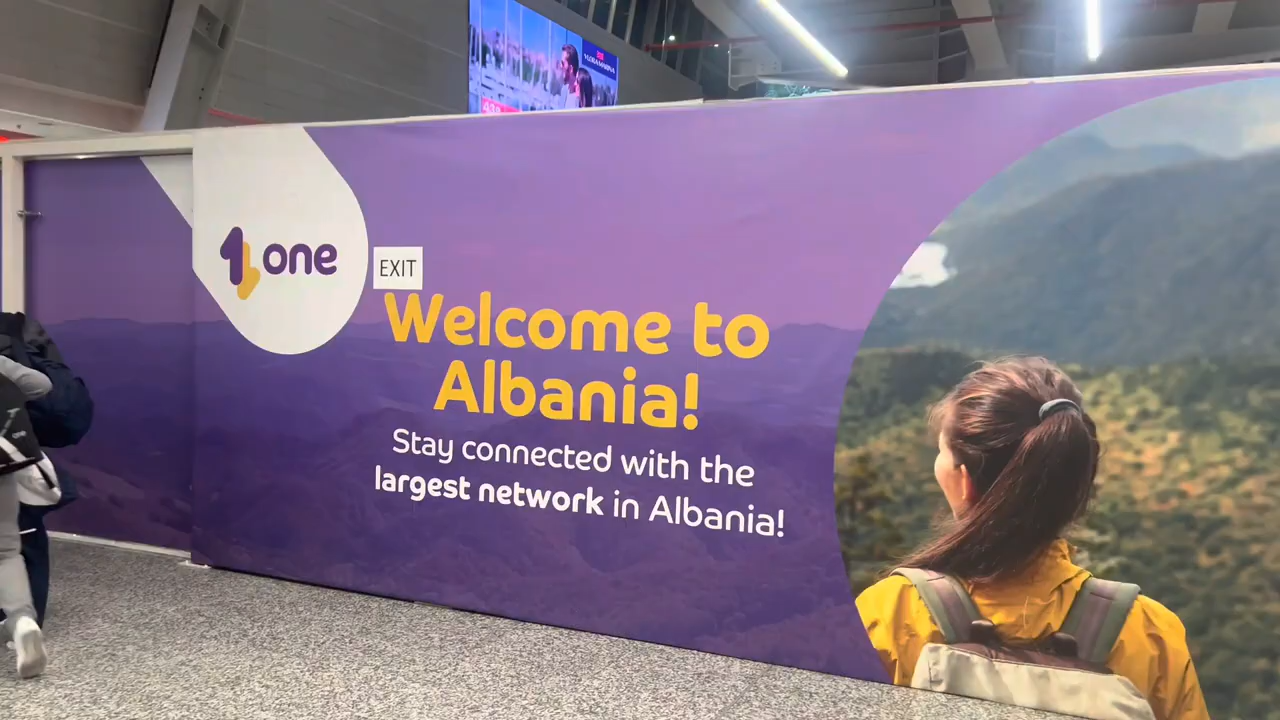 one
EXIT
Welcome to
Albania!
Stay connected with the
largest network in Albania!